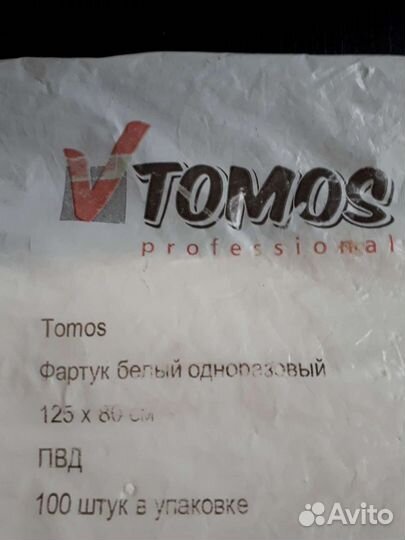 TOMOS
professional
Tomos
Фартук белый одноразовый
125 х 80 см
ПВД
100 штук в упаковке
Avito